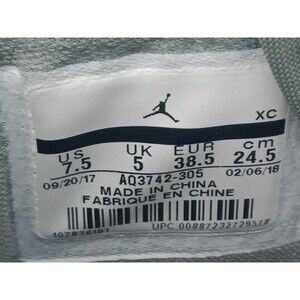 XC
US UK EUR cm
7.5 5 38.5 24.5
09/20/17 AQ3742-305 02/06/18
MADE IN CHINA
FABRIQUE EN CHINE
UPC 00887232729578